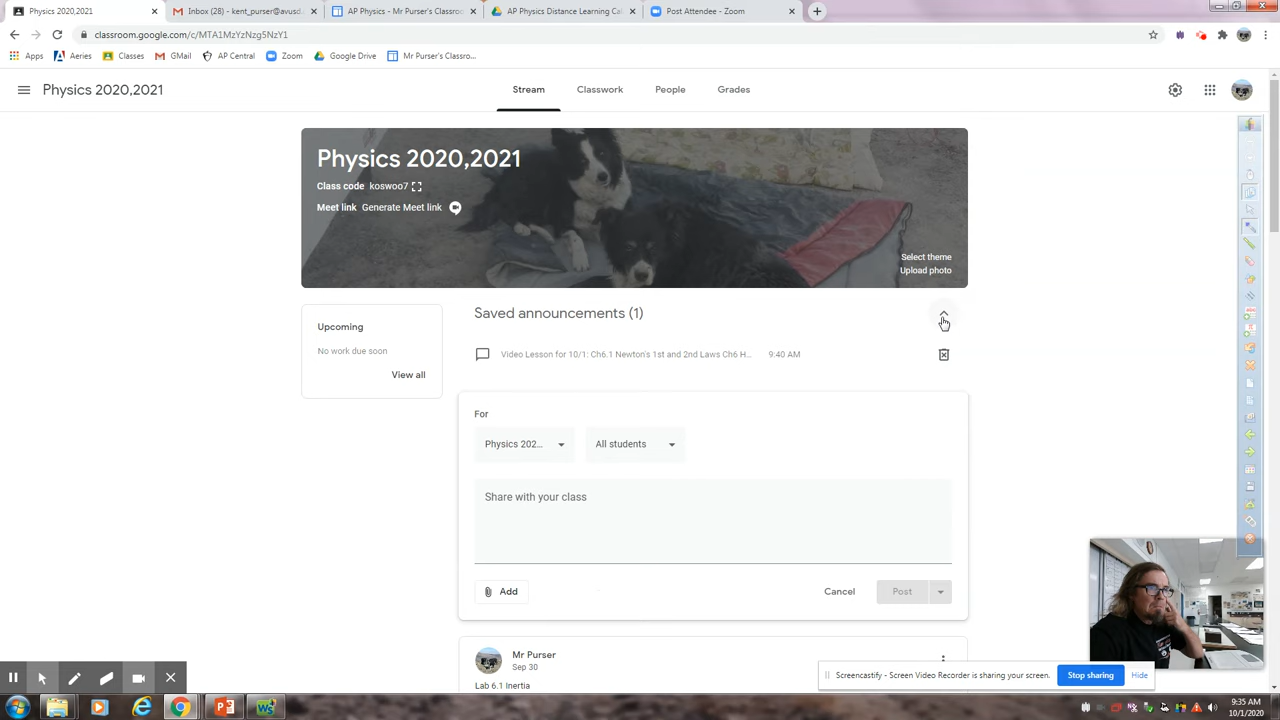 Physics 2020,2021
Inbox (28) - kent_purser@avusd.
AP Physics - Mr Purser's Classro
AP Physics Distance Learning Cal
Post Attendee - Zoom
classroom.google.com/c/MTA1MzYzNzg5NzY1
Apps
Aeries
Classes
GMail
AP Central
Zoom
Google Drive
Mr Purser's Classro...
Physics 2020,2021
Stream
Classwork
People
Grades
Physics 2020,2021
Class code koswoo7
Meet link Generate Meet link
Select theme
Upload photo
Upcoming
No work due soon
View all
Saved announcements (1)
Video Lesson for 10/1: Ch6.1 Newton's 1st and 2nd Laws Ch6 H...
9:40 AM
For
Physics 202...
All students
Share with your class
Add
Cancel
Post
Mr Purser
Sep 30
Lab 6.1 Inertia
Screencastify - Screen Video Recorder is sharing your screen.
Stop sharing
Hide
9:35 AM
10/1/2020